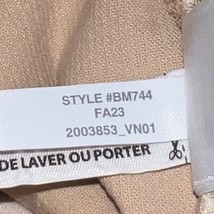 STYLE #BM744
FA23
2003853_VN01
DE LAVER OU PORTER